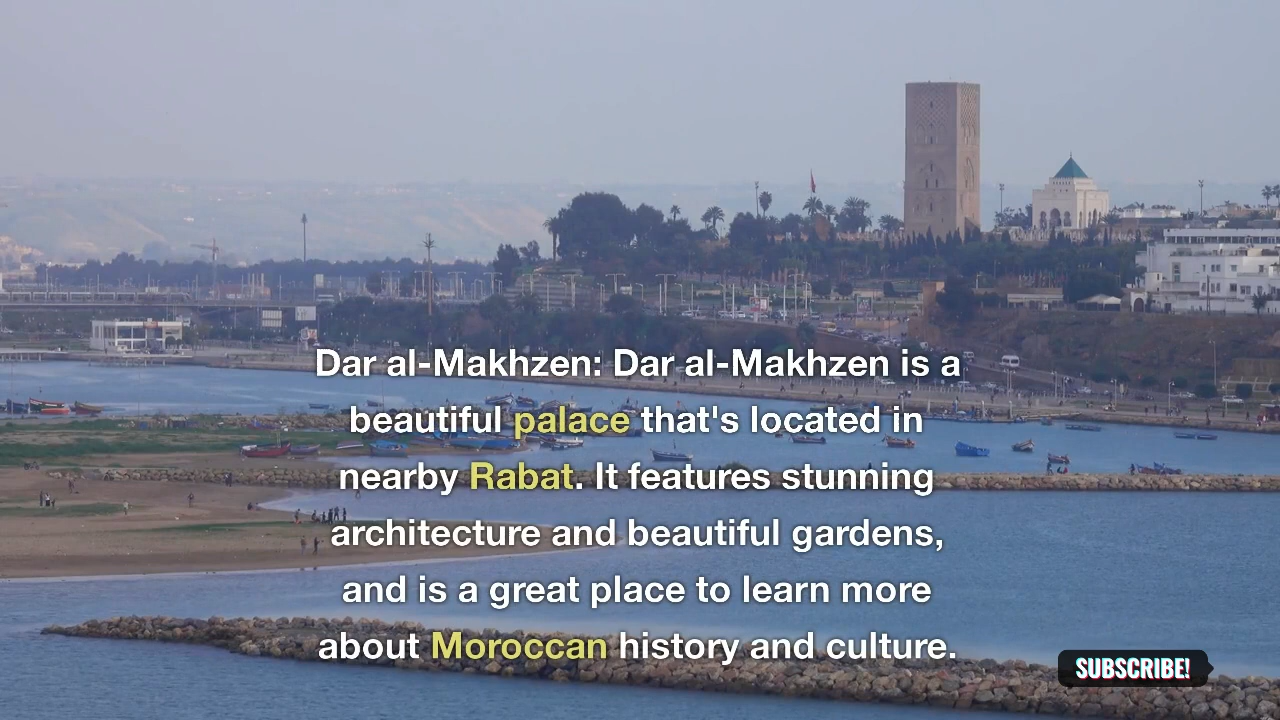 Dar al-Makhzen: Dar al-Makhzen is a
beautiful palace that's located in
nearby Rabat. It features stunning
architecture and beautiful gardens,
and is a great place to learn more
about Moroccan history and culture.
SUBSCRIBE!